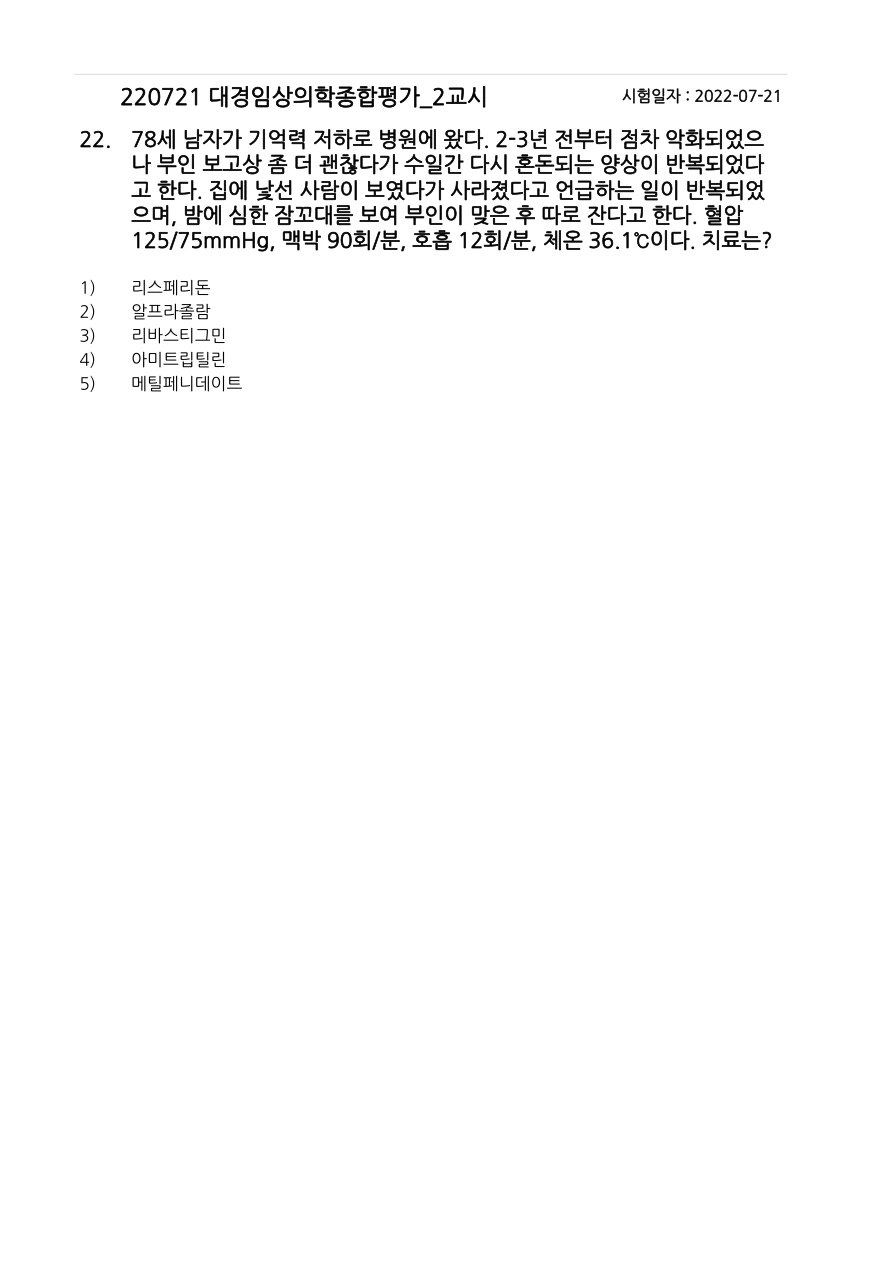 220721 대경임상의학종합평가_2교시 시험일자 : 2022-07-21
22. 78세 남자가 기억력 저하로 병원에 왔다. 2-3년 전부터 점차 악화되었으
나 부인 보고상 좀 더 괜찮다가 수일간 다시 혼돈되는 양상이 반복되었다
고 한다. 집에 낯선 사람이 보였다가 사라졌다고 언급하는 일이 반복되었
으며, 밤에 심한 잠꼬대를 보여 부인이 맞은 후 따로 잔다고 한다. 혈압
125/75mmHg, 맥박 90회/분, 호흡 12회/분, 체온 36.1℃이다. 치료는?
1) 리스페리돈
2) 알프라졸람
3) 리바스티그민
4) 아미트립틸린
5) 메틸페니데이트